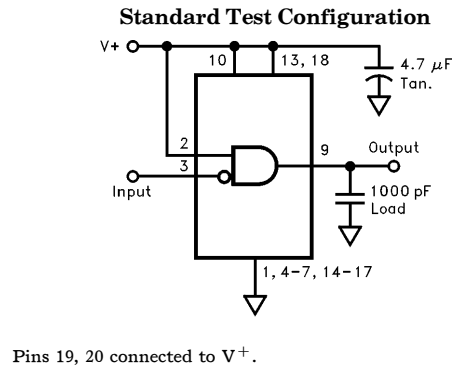 Standard Test Configuration
V+
10
13, 18
4.7 µF
Tan.
2
3
9
Output
Input
1000 pF
Load
1, 4-7, 14-17
Pins 19, 20 connected to V+.